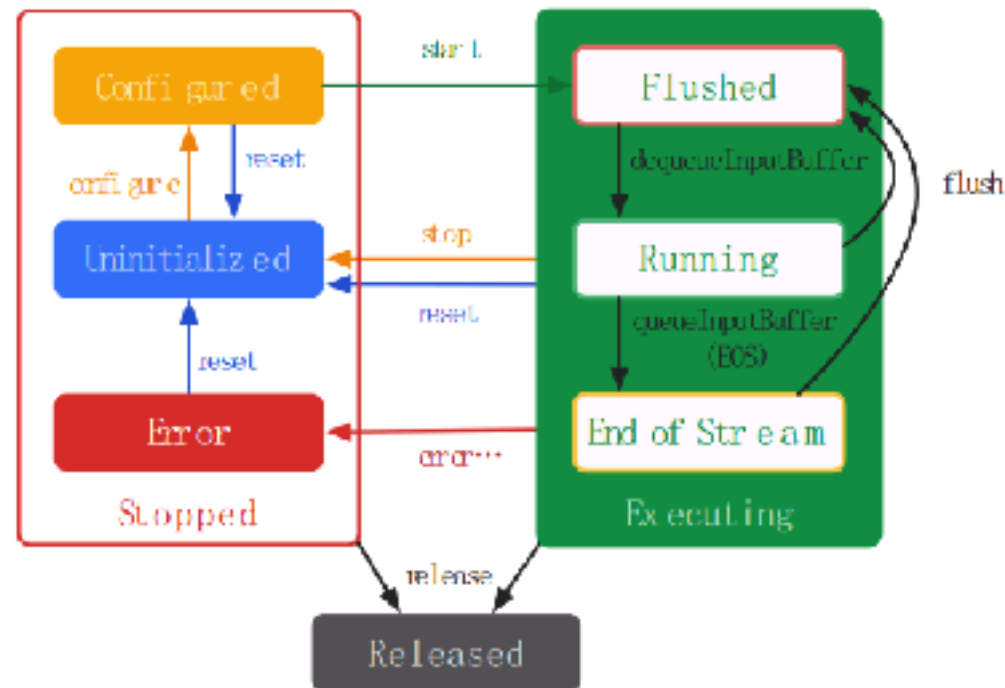 Configured
start
Flushed
reset
dequeueInputBuffer
configure
flush
Uninitialized
stop
Running
reset
queueInputBuffer
(EOS)
reset
Error
error…
End of Stream
Stopped
Executing
release
Released